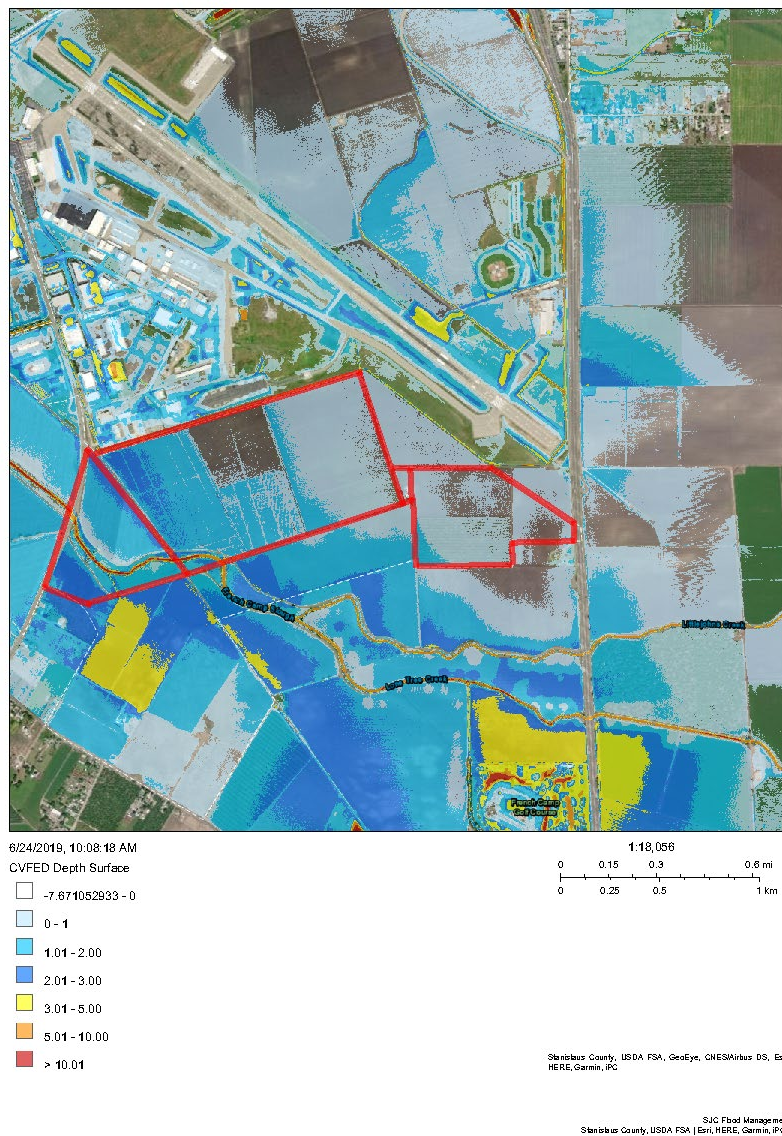 Littlejohns Creek
French Camp Slough
Lone Tree Creek
French Camp
Golf Course
6/24/2019, 10:08:18 AM
1:18,056
CVFED Depth Surface
0 0.15 0.3 0.6 mi
0 0.25 0.5 1 km
-7.671052933 - 0
0 - 1
1.01 - 2.00
2.01 - 3.00
3.01 - 5.00
5.01 - 10.00
> 10.01
Stanislaus County, USDA FSA, GeoEye, CNES/Airbus DS, Es
HERE, Garmin, iPC
SJC Flood Manageme
Stanislaus County, USDA FSA | Esri, HERE, Garmin, iPC